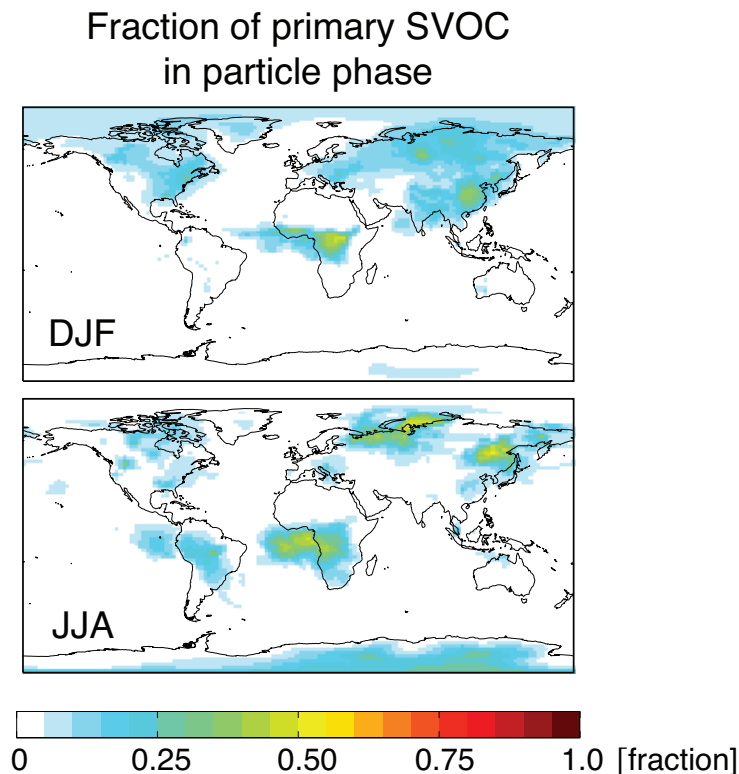 Fraction of primary SVOC
in particle phase
DJF
JJA
0 0.25 0.50 0.75 1.0 [fraction]